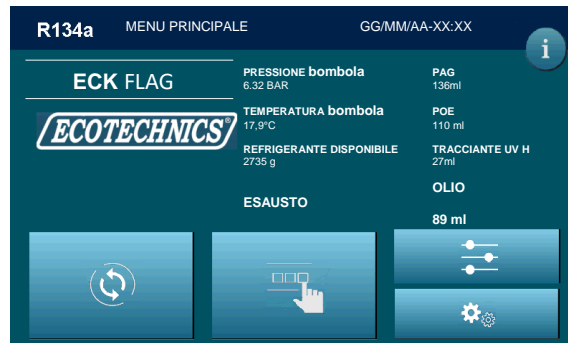 R134a MENU PRINCIPALE GG/MM/AA-XX:XX
i
ECK FLAG
ECOTECHNICS®
PRESSIONE bombola
6.32 BAR
TEMPERATURA bombola
17,9°C
REFRIGERANTE DISPONIBILE
2735 g
ESAUSTO
PAG
136ml
POE
110 ml
TRACCIANTE UV H
27ml
OLIO
89 ml